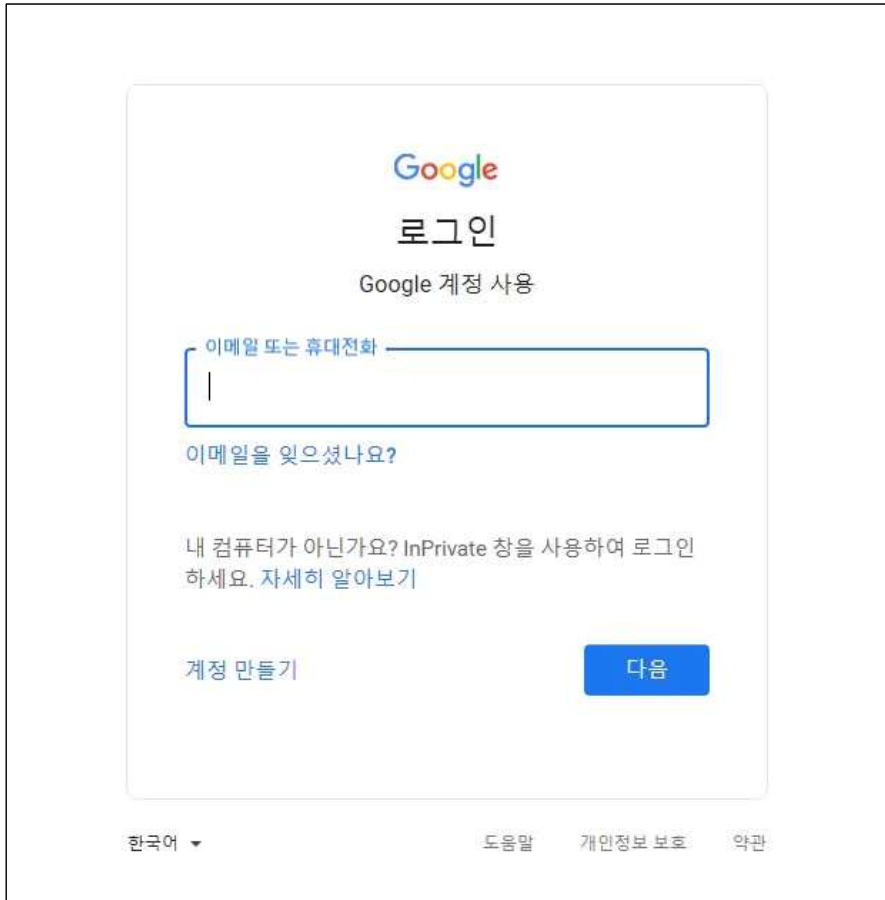 Google
로그인
Google 계정 사용
이메일 또는 휴대전화
이메일을 잊으셨나요?
내 컴퓨터가 아닌가요? InPrivate 창을 사용하여 로그인
하세요. 자세히 알아보기
계정 만들기 다음
한국어 도움말 개인정보 보호 약관